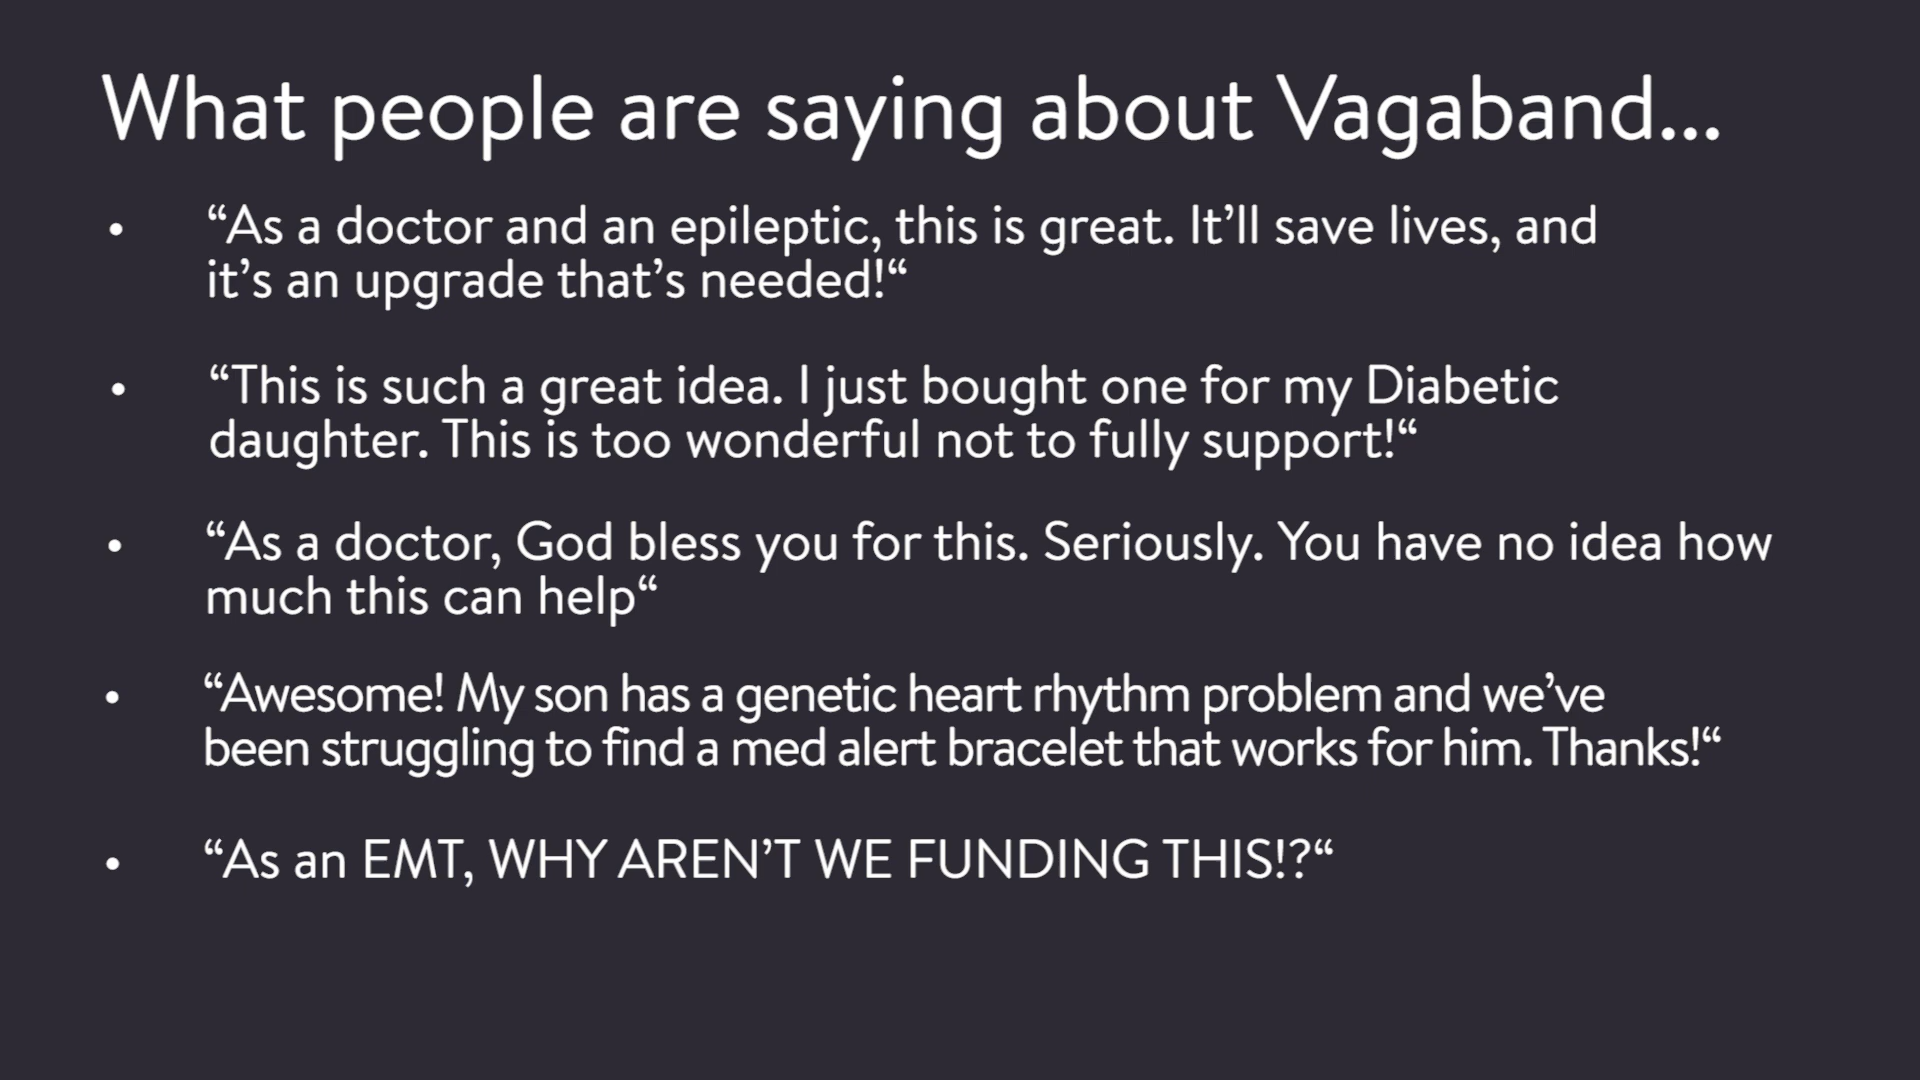 What people are saying about Vagaband...
• “As a doctor and an epileptic, this is great. It’ll save lives, and
it’s an upgrade that’s needed!“
• “This is such a great idea. I just bought one for my Diabetic
daughter. This is too wonderful not to fully support!“
• “As a doctor, God bless you for this. Seriously. You have no idea how
much this can help“
• “Awesome! My son has a genetic heart rhythm problem and we’ve
been struggling to find a med alert bracelet that works for him. Thanks!“
• “As an EMT, WHY AREN’T WE FUNDING THIS!?“